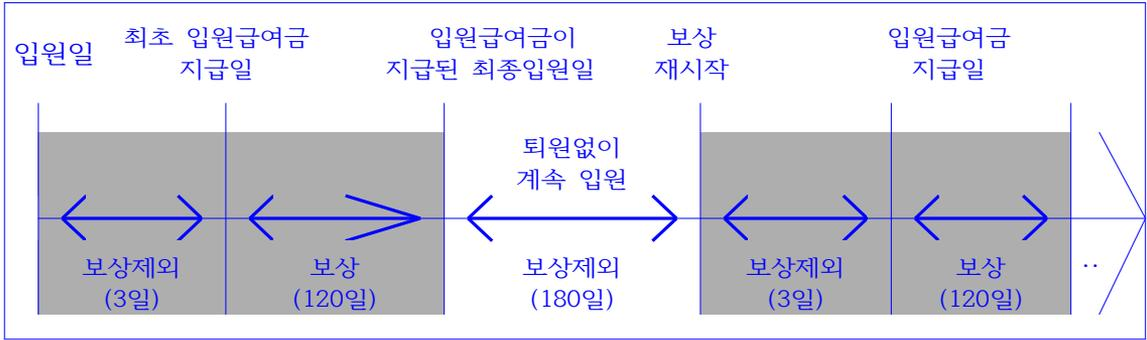 입원일
최초 입원급여금
지급일
입원급여금이
지급된 최종입원일
보상
재시작
입원급여금
지급일
퇴원없이
계속 입원
보상제외
(3일)
보상
(120일)
보상제외
(180일)
보상제외
(3일)
보상
(120일)
..